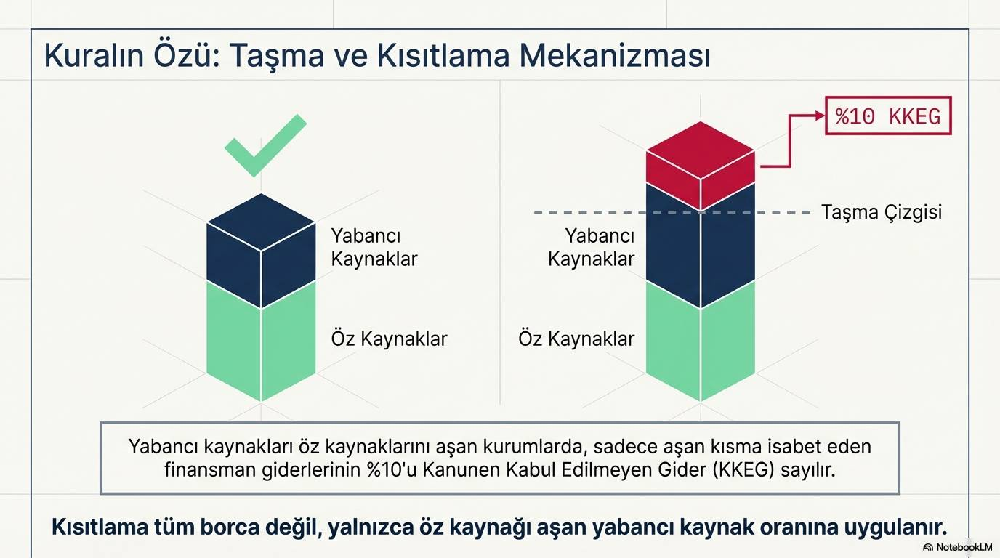 Kuralın Özü: Taşma ve Kısıtlama Mekanizması
Yabancı
Kaynaklar
Öz Kaynaklar
%10 KKEG
Taşma Çizgisi
Yabancı
Kaynaklar
Öz Kaynaklar
Yabancı kaynakları öz kaynaklarını aşan kurumlarda, sadece aşan kısma isabet eden
finansman giderlerinin %10'u Kanunen Kabul Edilmeyen Gider (KKEG) sayılır.
Kısıtlama tüm borca değil, yalnızca öz kaynağı aşan yabancı kaynak oranına uygulanır.
NotebookLM